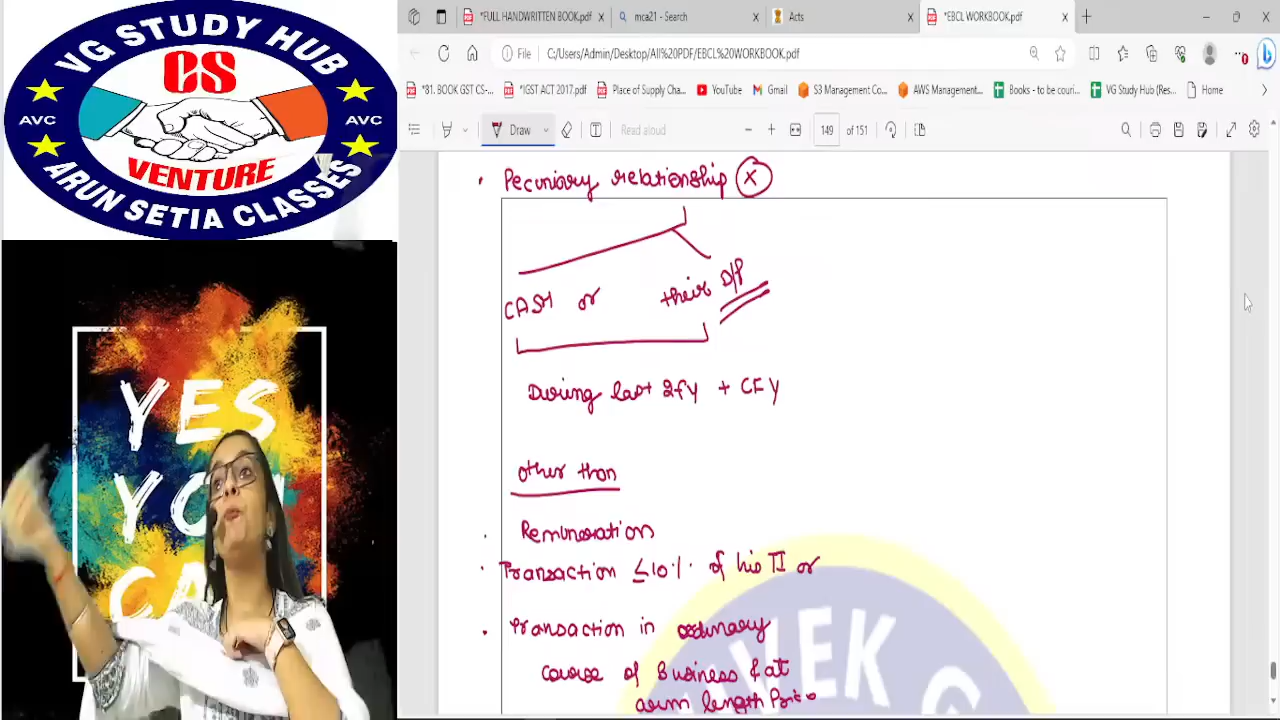 VG STUDY HUB
CS
AVC
AVC
VENTURE
ARUN SETIA CLASSES
YES
YO
CA
*FULL HANDWRITTEN BOOK.pdf
mca21 - Search
Acts
*EBCL WORKBOOK.pdf
File
C:/Users/Admin/Desktop/All%20PDF/EBCL%20WORKBOOK.pdf
*81. BOOK GST CS-...
*IGST ACT 2017.pdf
Place of Supply Cha...
YouTube
Gmail
S3 Management Co...
AWS Management...
Books - to be couri...
VG Study Hub (Res...
Home
Draw
Read aloud
149 of 151
• Pecuniary relationship (X)
CASH or their D/P
During last 2fy + CFY
other than
• Remuneration
• Transaction ≤10%. of his TI or
• Transaction in ordinary
course of Business & at
arm length Price
VIVEK G